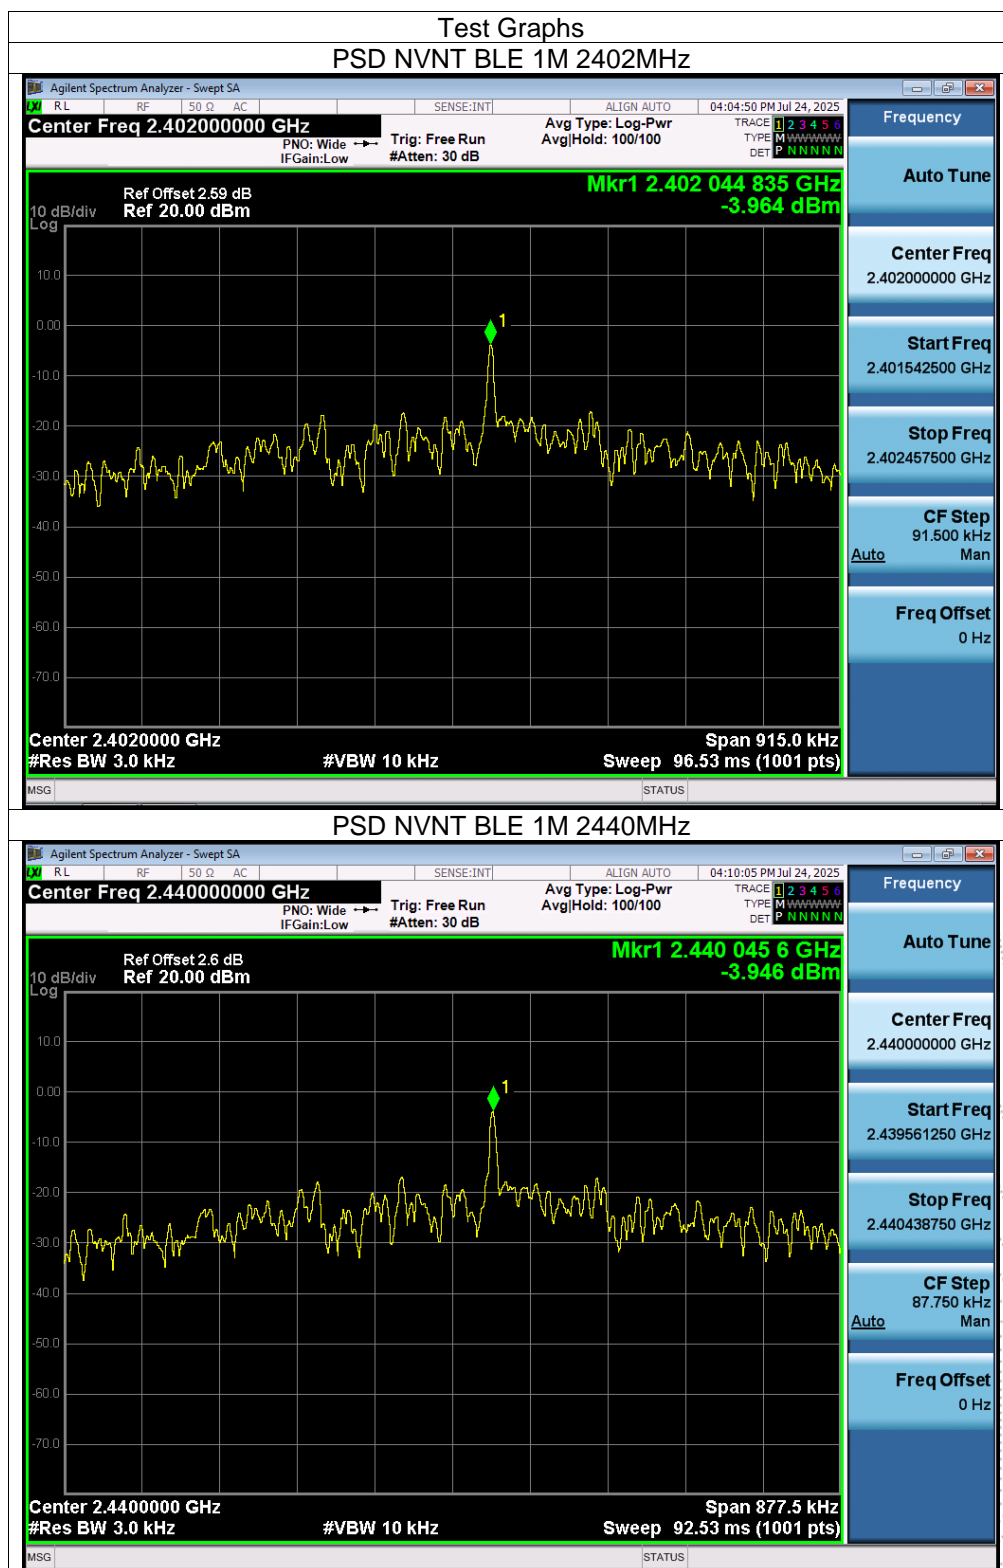 Test Graphs
PSD NVNT BLE 1M 2402MHz
Agilent Spectrum Analyzer - Swept SA
LXI RL RF 50 Ω AC SENSE:INT ALIGN AUTO 04:04:50 PM Jul 24, 2025
Center Freq 2.402000000 GHz
PNO: Wide
IFGain:Low
Trig: Free Run
#Atten: 30 dB
Avg Type: Log-Pwr
Avg|Hold: 100/100
TRACE 1 2 3 4 5 6
TYPE M WWWWW
DET P N N N N N
Frequency
Ref Offset 2.59 dB
10 dB/div Ref 20.00 dBm
Log
Mkr1 2.402 044 835 GHz
-3.964 dBm
10.0
0.00
-10.0
-20.0
-30.0
-40.0
-50.0
-60.0
-70.0
1
Center 2.4020000 GHz Span 915.0 kHz
#Res BW 3.0 kHz #VBW 10 kHz Sweep 96.53 ms (1001 pts)
MSG STATUS
Auto Tune
Center Freq
2.402000000 GHz
Start Freq
2.401542500 GHz
Stop Freq
2.402457500 GHz
CF Step
91.500 kHz
Auto Man
Freq Offset
0 Hz
PSD NVNT BLE 1M 2440MHz
Agilent Spectrum Analyzer - Swept SA
LXI RL RF 50 Ω AC SENSE:INT ALIGN AUTO 04:10:05 PM Jul 24, 2025
Center Freq 2.440000000 GHz
PNO: Wide
IFGain:Low
Trig: Free Run
#Atten: 30 dB
Avg Type: Log-Pwr
Avg|Hold: 100/100
TRACE 1 2 3 4 5 6
TYPE M WWWWW
DET P N N N N N
Frequency
Ref Offset 2.6 dB
10 dB/div Ref 20.00 dBm
Log
Mkr1 2.440 045 6 GHz
-3.946 dBm
10.0
0.00
-10.0
-20.0
-30.0
-40.0
-50.0
-60.0
-70.0
1
Center 2.4400000 GHz Span 877.5 kHz
#Res BW 3.0 kHz #VBW 10 kHz Sweep 92.53 ms (1001 pts)
MSG STATUS
Auto Tune
Center Freq
2.440000000 GHz
Start Freq
2.439561250 GHz
Stop Freq
2.440438750 GHz
CF Step
87.750 kHz
Auto Man
Freq Offset
0 Hz